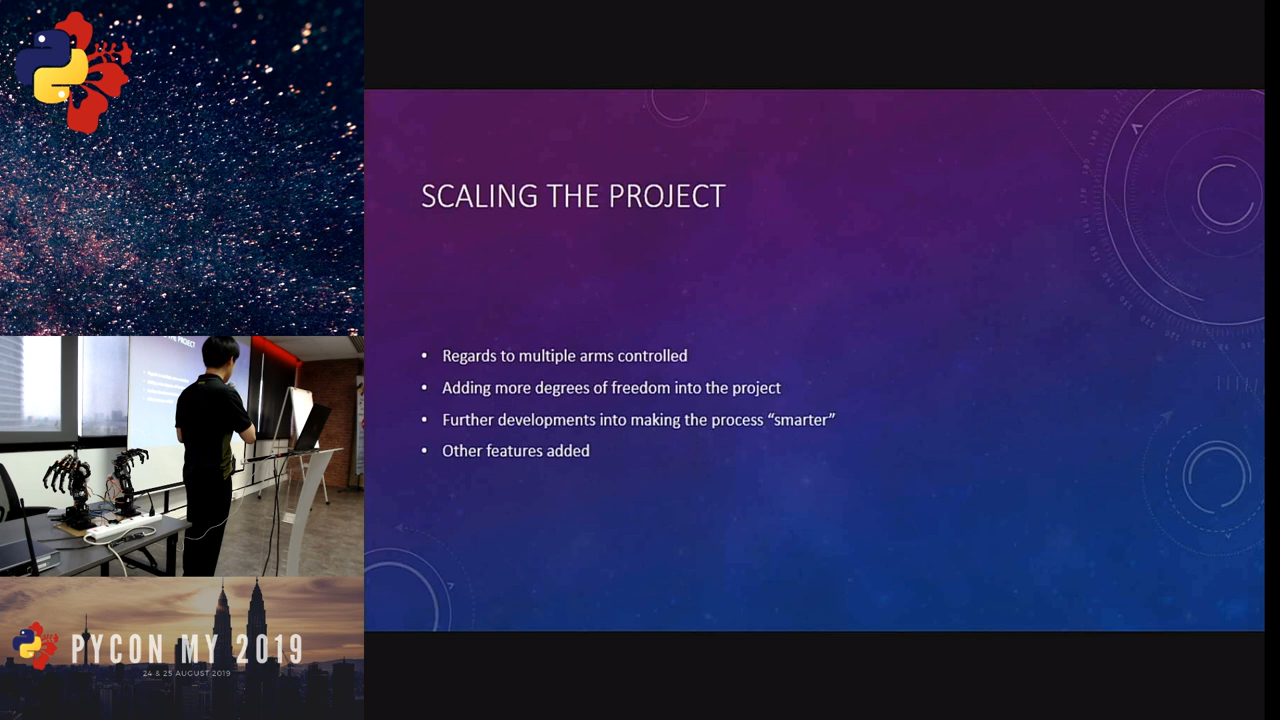 SCALING THE PROJECT
• Regards to multiple arms controlled
• Adding more degrees of freedom into the project
• Further developments into making the process “smarter”
• Other features added
PYCON MY 2019
24 & 25 AUGUST 2019